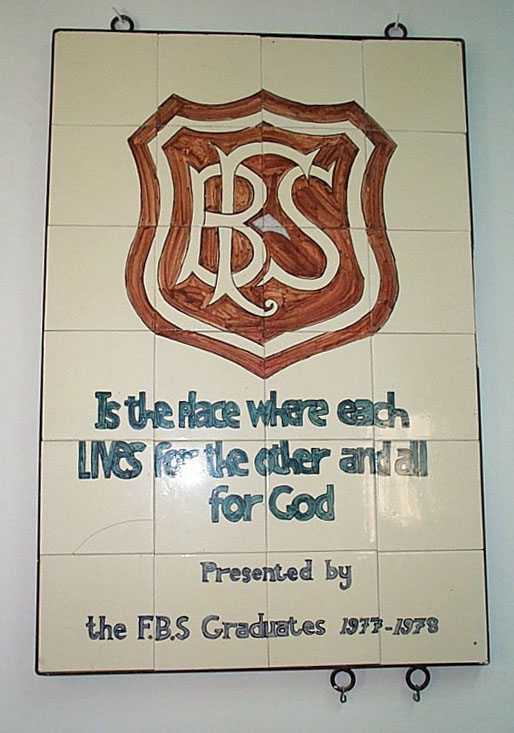 FBS
Is the place where each
LIVES for the other and all
for God
Presented by
the F.B.S Graduates 1977-1978